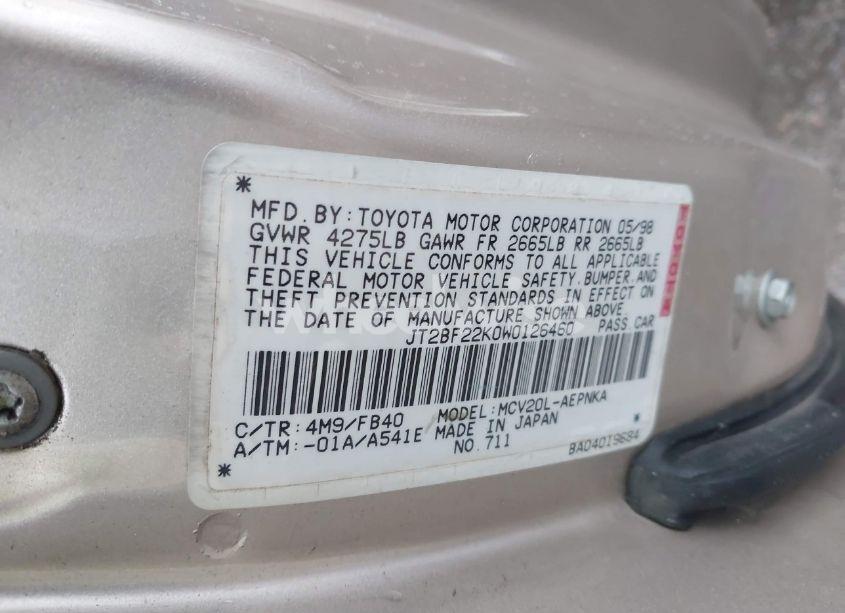 *
MFD. BY: TOYOTA MOTOR CORPORATION 05/98
GVWR 4275LB GAWR FR 2665LB RR 2665LB
THIS VEHICLE CONFORMS TO ALL APPLICABLE
FEDERAL MOTOR VEHICLE SAFETY, BUMPER, AND
THEFT PREVENTION STANDARDS IN EFFECT ON
THE DATE OF MANUFACTURE SHOWN ABOVE.
JT2BF22K0W0126460 PASS. CAR
C/TR: 4M9/FB40 MODEL: MCV20L-AEPNKA
A/TM: -01A/A541E MADE IN JAPAN
NO. 711 BA04019684
*